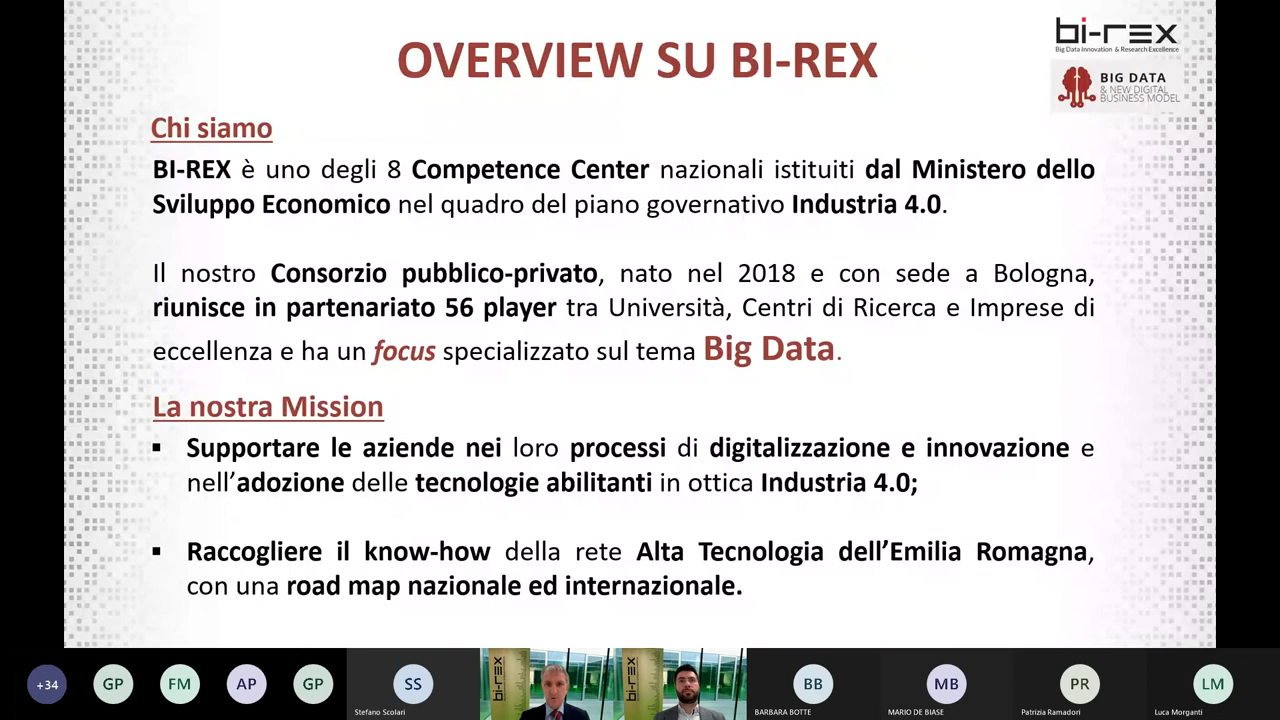 OVERVIEW SU BI-REX
bi-rex
Big Data Innovation & Research Excellence
BIG DATA
& NEW DIGITAL
BUSINESS MODEL
Chi siamo
BI-REX è uno degli 8 Competence Center nazionali istituiti dal Ministero dello
Sviluppo Economico nel quadro del piano governativo Industria 4.0.
Il nostro Consorzio pubblico-privato, nato nel 2018 e con sede a Bologna,
riunisce in partenariato 56 player tra Università, Centri di Ricerca e Imprese di
eccellenza e ha un focus specializzato sul tema Big Data.
La nostra Mission
▪ Supportare le aziende nei loro processi di digitalizzazione e innovazione e
nell’adozione delle tecnologie abilitanti in ottica Industria 4.0;
▪ Raccogliere il know-how della rete Alta Tecnologia dell’Emilia Romagna,
con una road map nazionale ed internazionale.
+34
GP
FM
AP
GP
SS
Stefano Scolari
bi-rex
bi-rex
BB
BARBARA BOTTE
MB
MARIO DE BIASE
PR
Patrizia Ramadori
LM
Luca Morganti